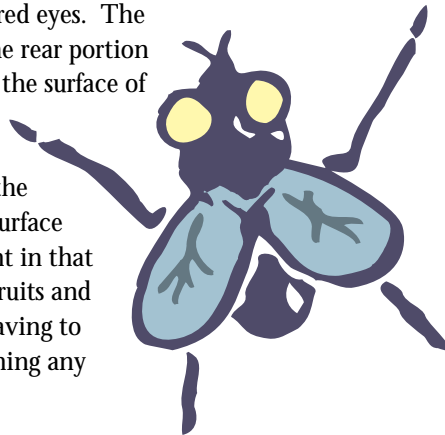 red eyes. The
he rear portion
the surface of
the
urface
nt in that
ruits and
aving to
ning any